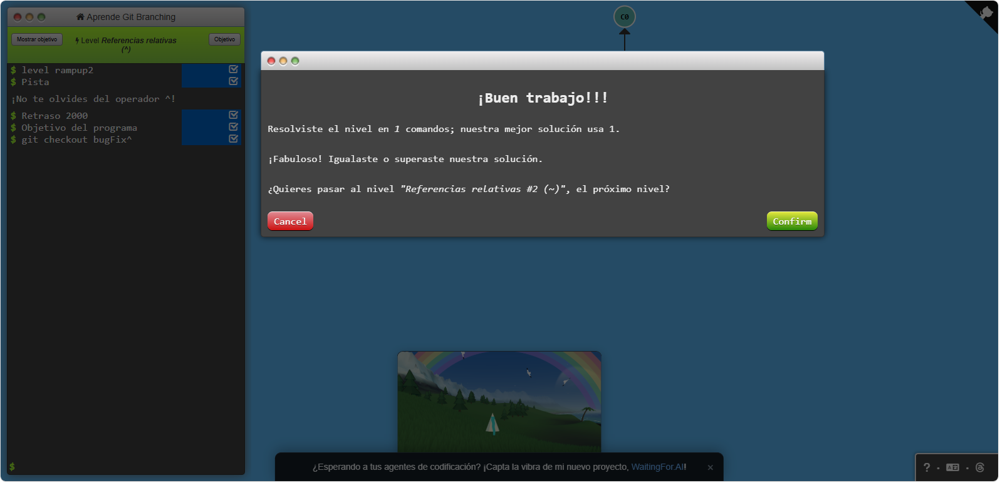 Aprende Git Branching
Mostrar objetivo
Level Referencias relativas
(^)
Objetivo
$ level rampup2
$ Pista
¡No te olvides del operador ^!
$ Retraso 2000
$ Objetivo del programa
$ git checkout bugFix^
$
C0
¡Buen trabajo!!!
Resolviste el nivel en 1 comandos; nuestra mejor solución usa 1.
¡Fabuloso! Igualaste o superaste nuestra solución.
¿Quieres pasar al nivel "Referencias relativas #2 (~)", el próximo nivel?
Cancel
Confirm
¿Esperando a tus agentes de codificación? ¡Capta la vibra de mi nuevo proyecto, WaitingFor.AI!
×
?